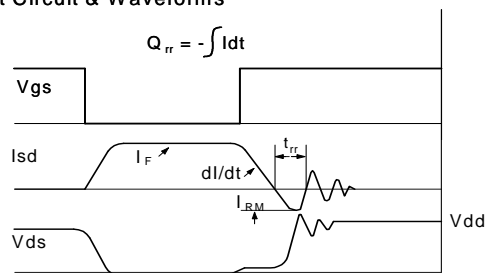 t Circuit & Waveforms
Q rr = - ∫ Idt
Vgs
t rr
Isd
I F
dI/dt
I RM
Vdd
Vds